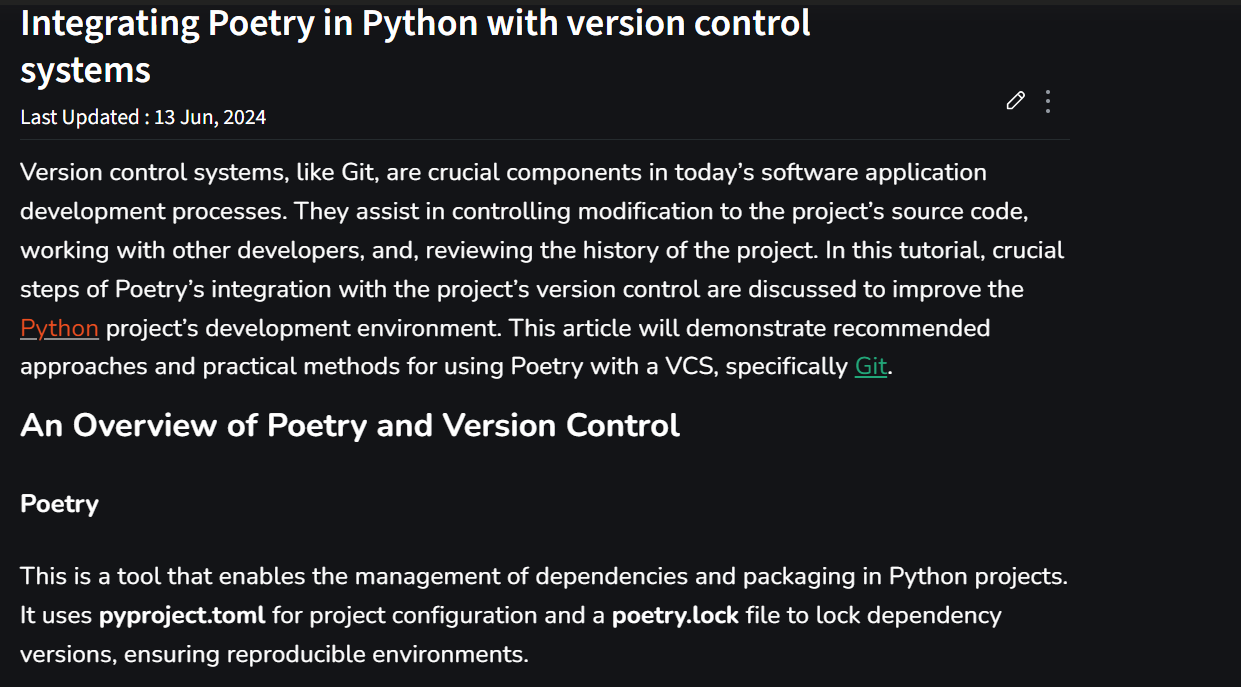 Integrating Poetry in Python with version control
systems
Last Updated : 13 Jun, 2024
Version control systems, like Git, are crucial components in today’s software application
development processes. They assist in controlling modification to the project’s source code,
working with other developers, and, reviewing the history of the project. In this tutorial, crucial
steps of Poetry’s integration with the project’s version control are discussed to improve the
Python project’s development environment. This article will demonstrate recommended
approaches and practical methods for using Poetry with a VCS, specifically Git.
An Overview of Poetry and Version Control
Poetry
This is a tool that enables the management of dependencies and packaging in Python projects.
It uses pyproject.toml for project configuration and a poetry.lock file to lock dependency
versions, ensuring reproducible environments.